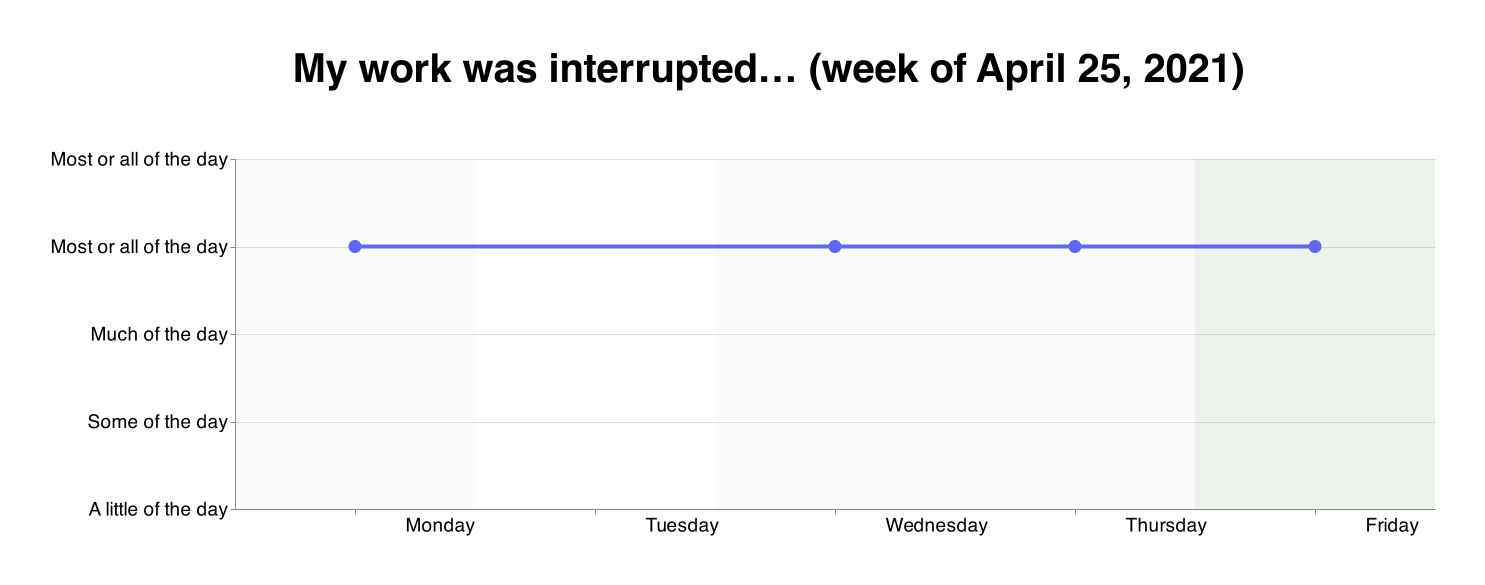 My work was interrupted… (week of April 25, 2021)
Most or all of the day
Most or all of the day
Much of the day
Some of the day
A little of the day
Monday Tuesday Wednesday Thursday Friday